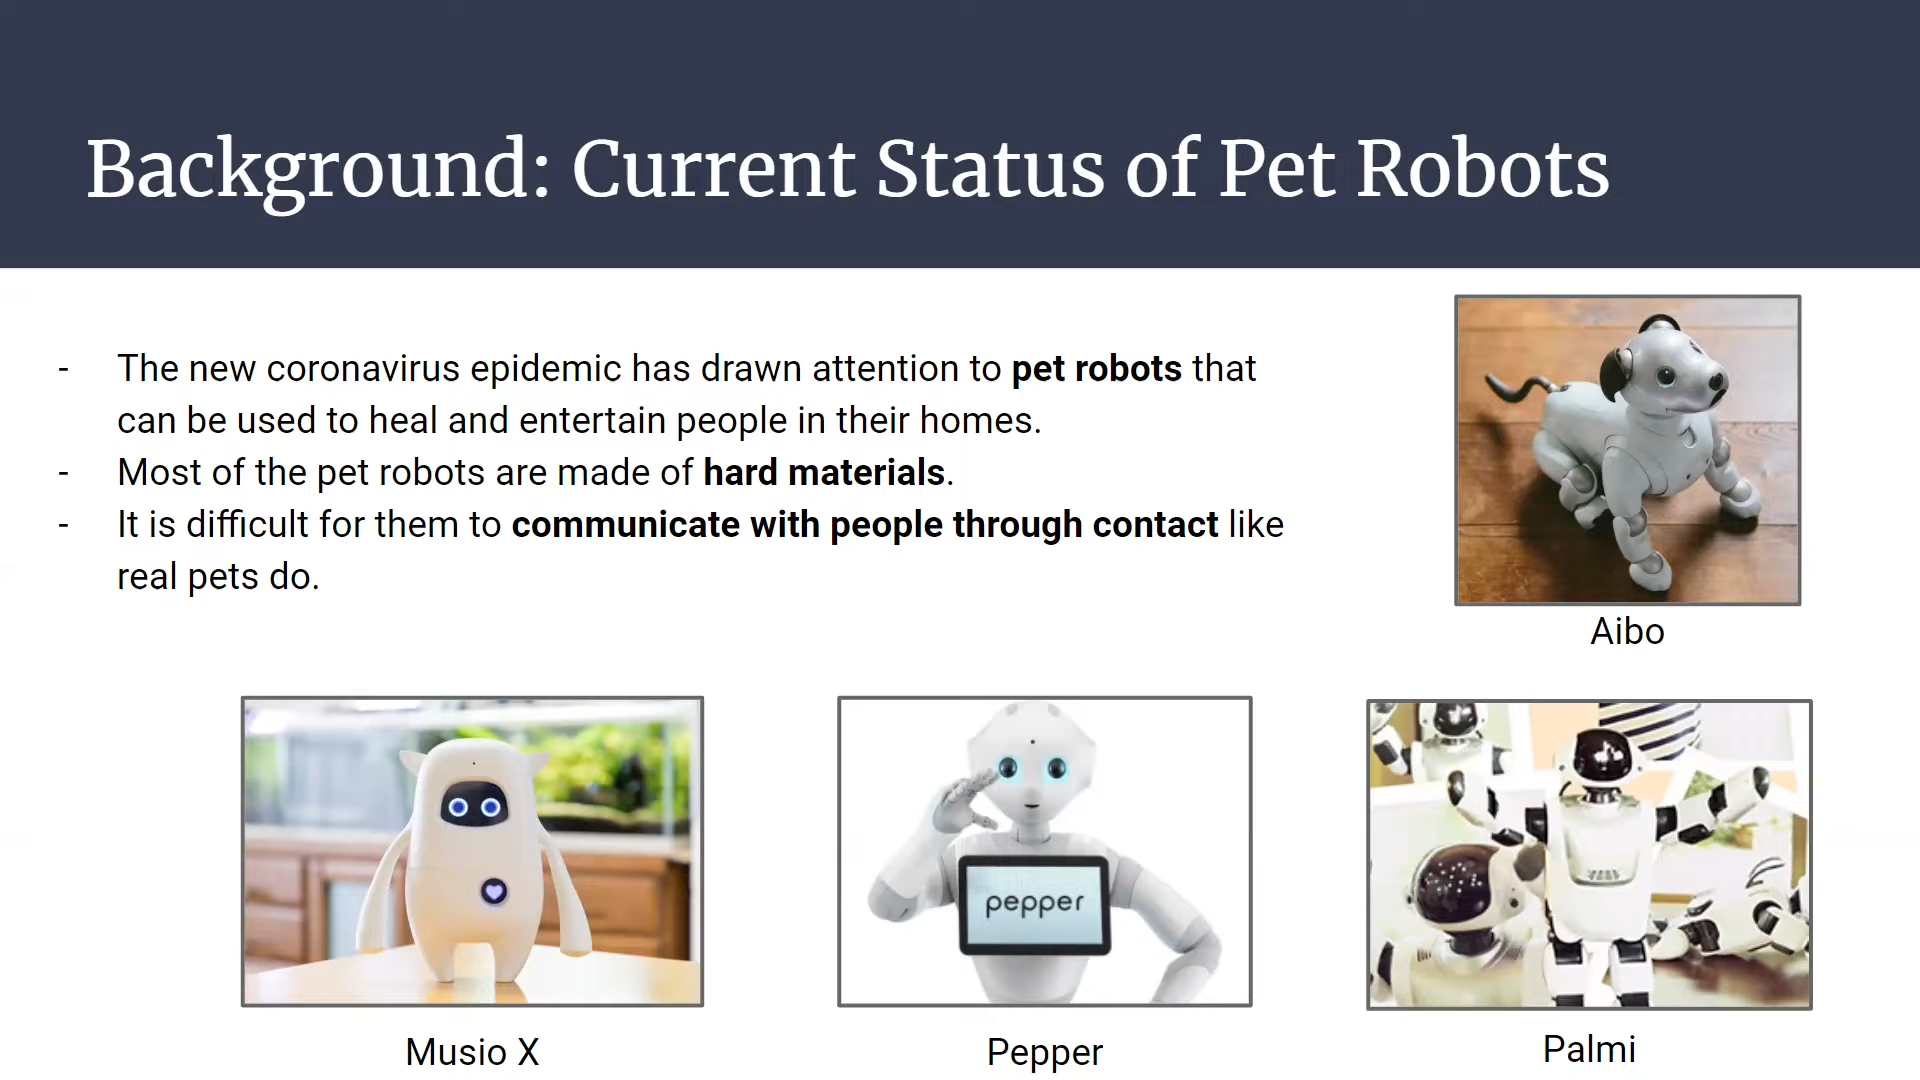 Background: Current Status of Pet Robots
- The new coronavirus epidemic has drawn attention to pet robots that
can be used to heal and entertain people in their homes.
- Most of the pet robots are made of hard materials.
- It is difficult for them to communicate with people through contact like
real pets do.
Aibo
pepper
Musio X
Pepper
Palmi